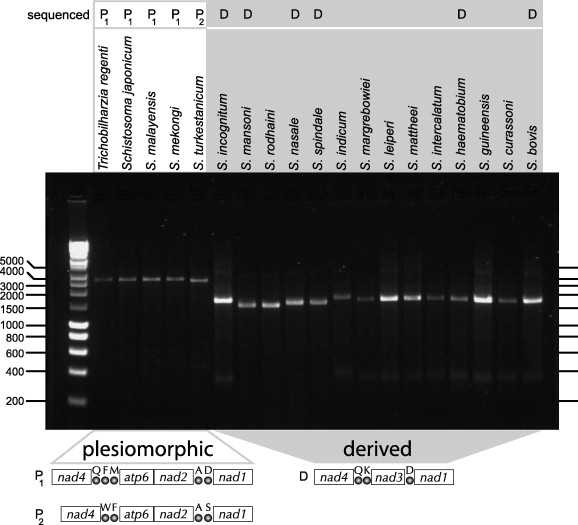 sequenced P1 P1 P1 P1 P2 D D D D D D
Trichobilharzia regenti
Schistosoma japonicum
S. malayensis
S. mekongi
S. turkestanicum
S. incognitum
S. mansoni
S. rodhaini
S. nasale
S. spindale
S. indicum
S. margrebowiei
S. leiperi
S. mattheei
S. intercalatum
S. haematobium
S. guineensis
S. curassoni
S. bovis
5000
4000
3000
2000
1500
1000
800
600
400
200
plesiomorphic derived
Q F M A D Q K D
P1 nad4 atp6 nad2 nad1 D nad4 nad3 nad1
W F A S
P2 nad4 atp6 nad2 nad1